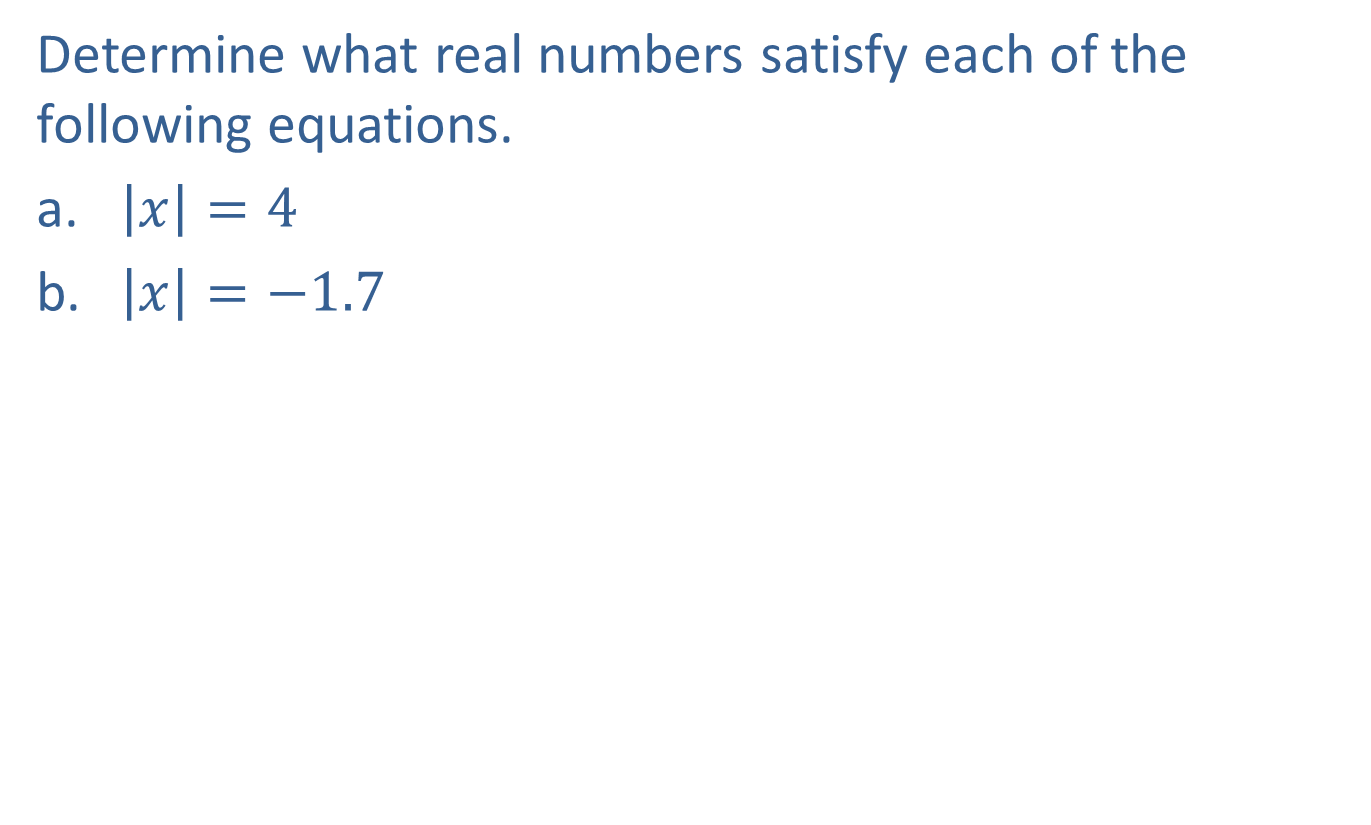 Determine what real numbers satisfy each of the
following equations.
a. |x| = 4
b. |x| = −1.7